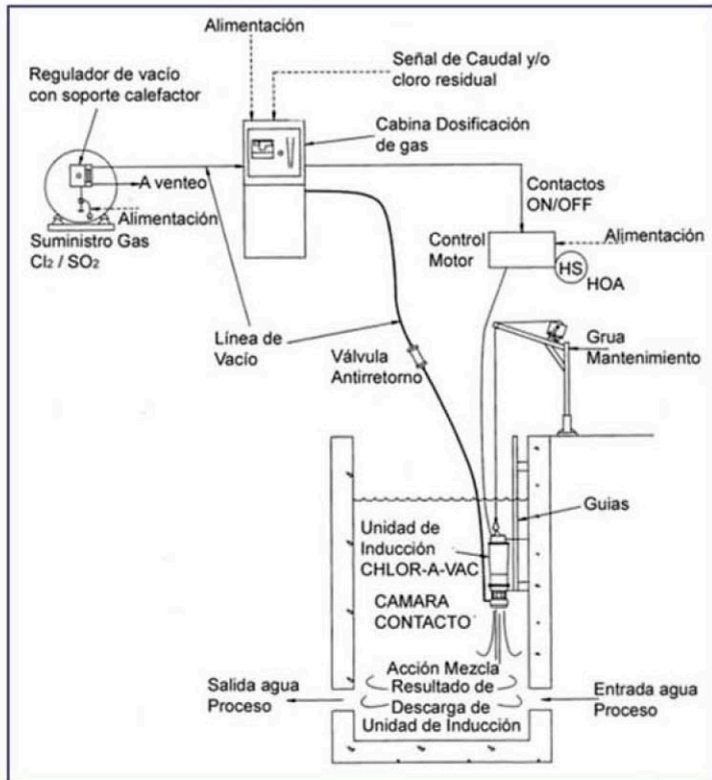 Alimentación
Señal de Caudal y/o
cloro residual
Regulador de vacío
con soporte calefactor
Cabina Dosificación
de gas
A venteo
Alimentación
Suministro Gas
Cl₂ / SO₂
Contactos
ON/OFF
Control
Motor
Alimentación
HS
HOA
Línea de
Vacío
Válvula
Antirretorno
Grua
Mantenimiento
Guias
Unidad de
Inducción
CHLOR-A-VAC
CAMARA
CONTACTO
Acción Mezcla
Resultado de
Descarga de
Unidad de Inducción
Salida agua
Proceso
Entrada agua
Proceso